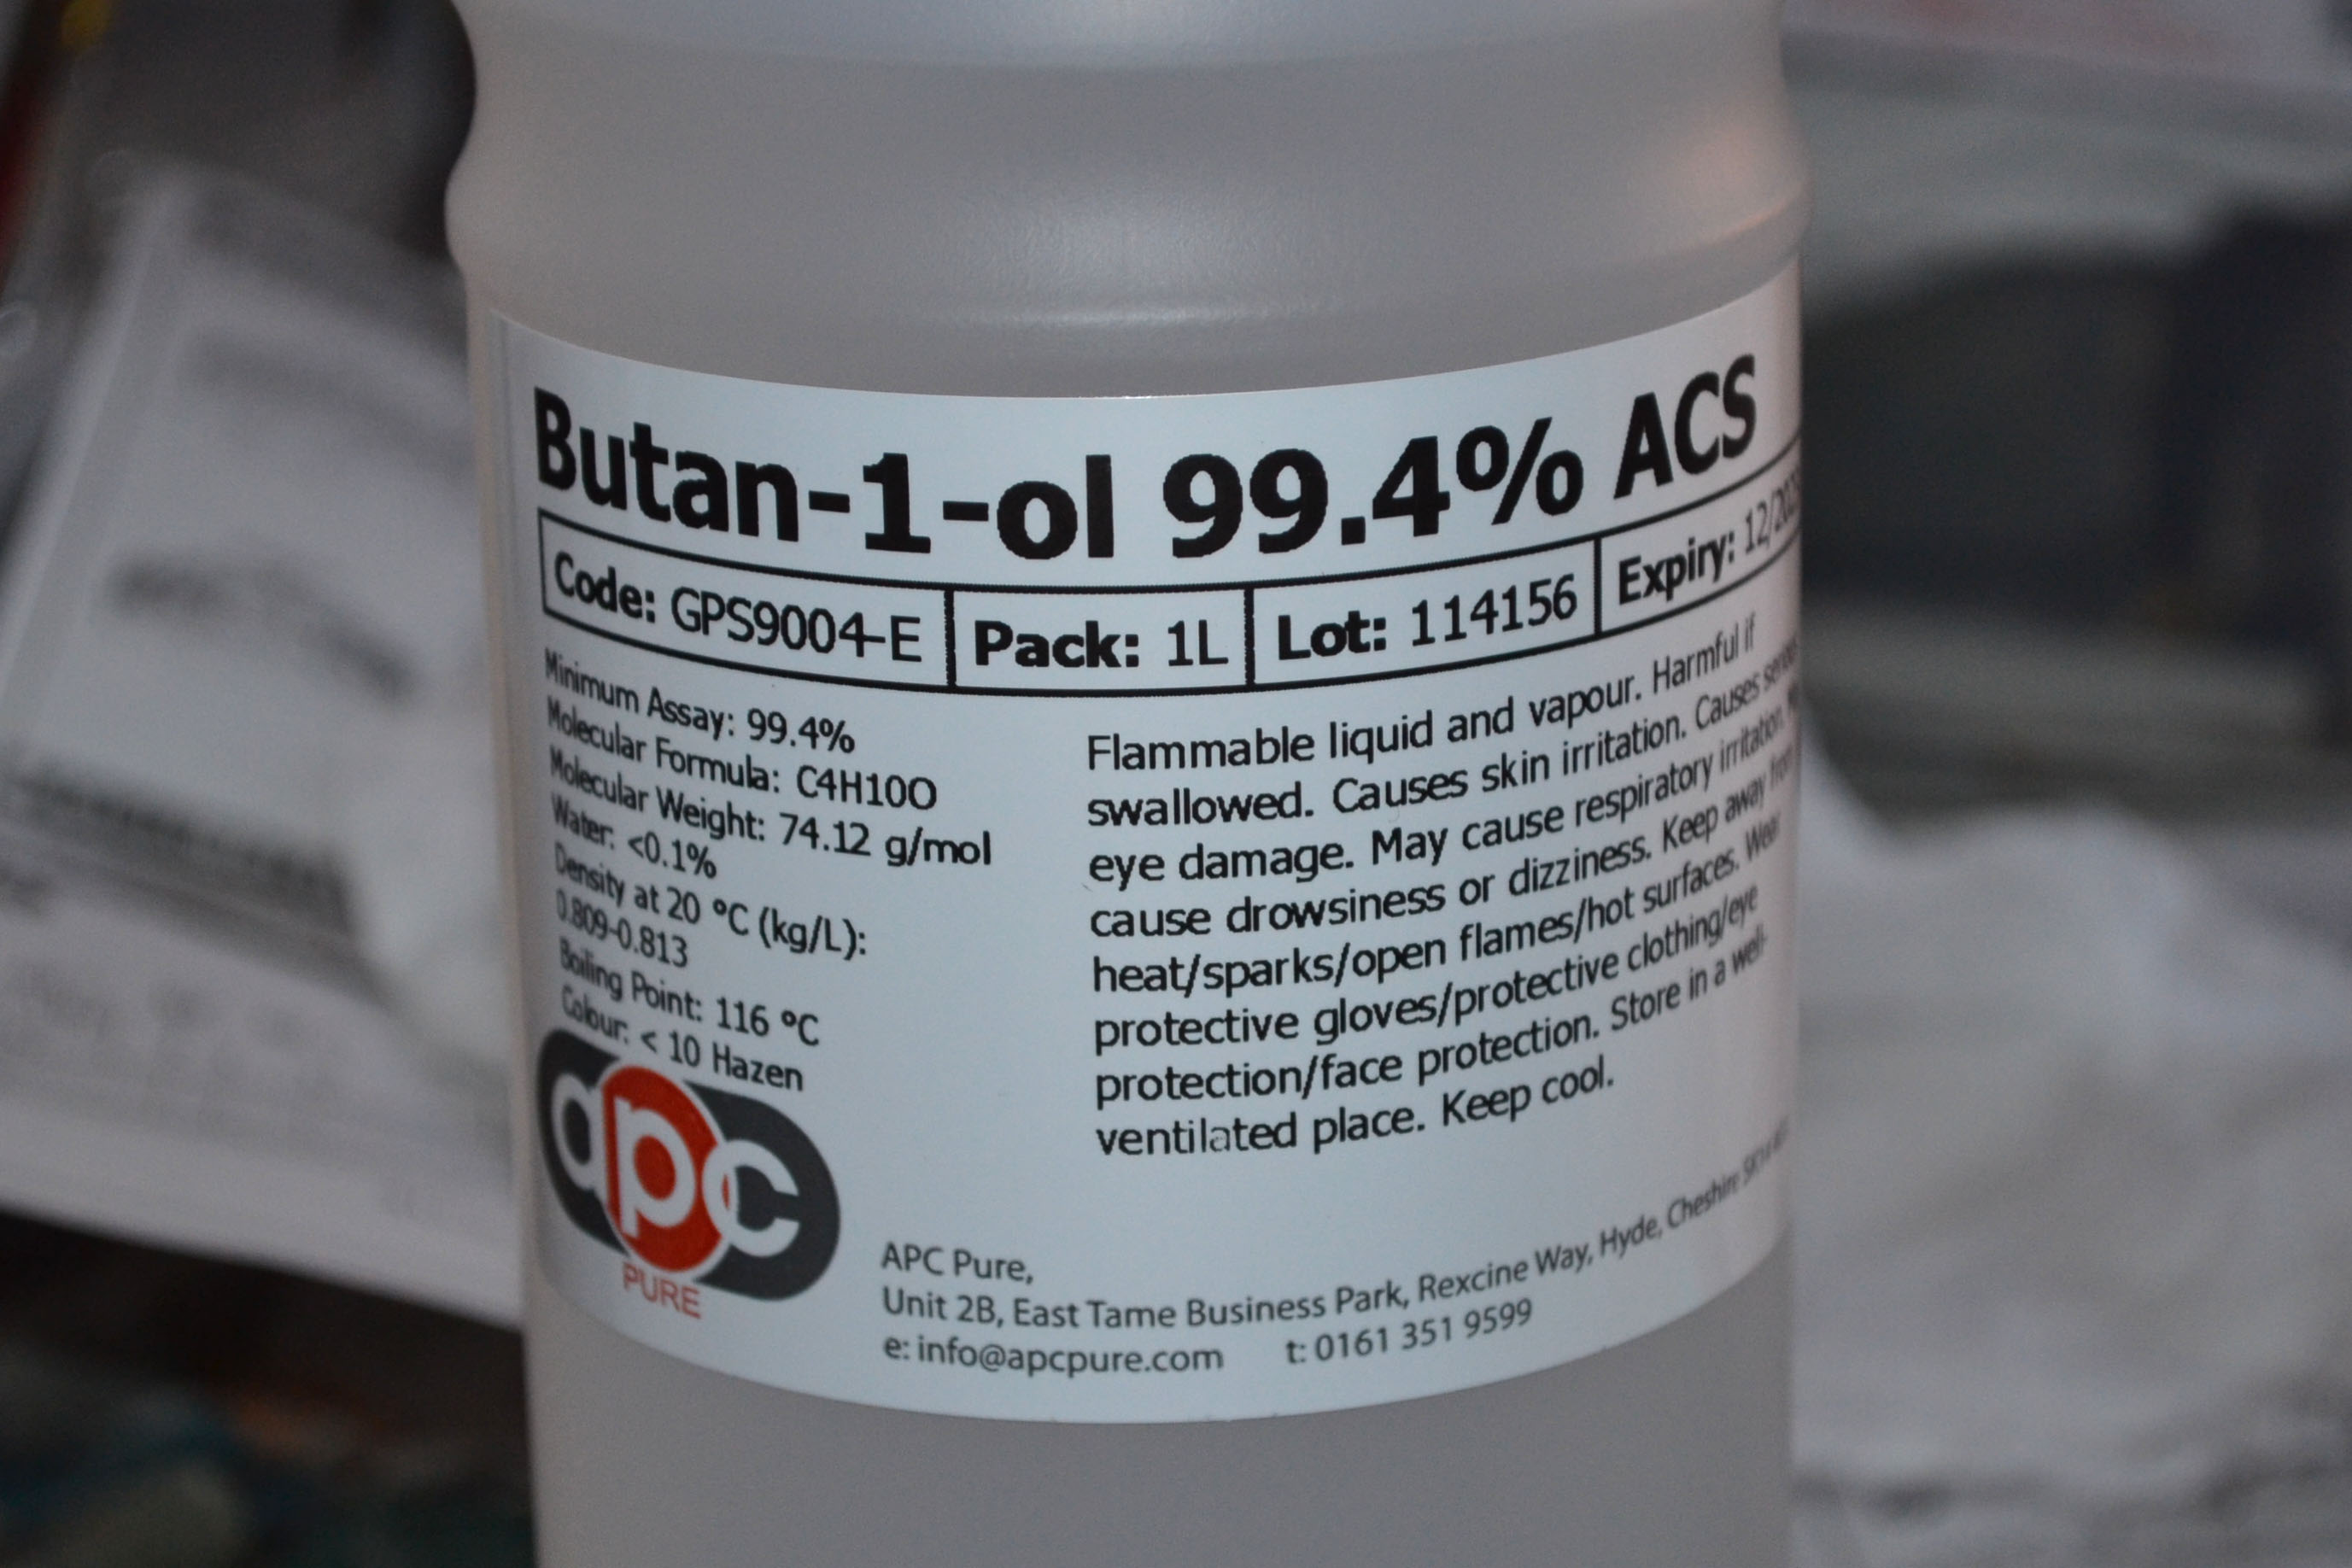 Butan-1-ol 99.4% ACS
Code: GPS9004-E Pack: 1L Lot: 114156 Expiry:
Minimum Assay: 99.4%
Molecular Formula: C4H10O
Molecular Weight: 74.12 g/mol
Water: <0.1%
Density at 20 °C (kg/L):
0.809-0.813
Boiling Point: 116 °C
Colour: < 10 Hazen
Flammable liquid and vapour. Harmful if
swallowed. Causes skin irritation. Causes
eye damage. May cause respiratory irritation.
cause drowsiness or dizziness. Keep away from
heat/sparks/open flames/hot surfaces. Wear
protective gloves/protective clothing/eye
protection/face protection. Store in a well-
ventilated place. Keep cool.
apc
PURE
APC Pure,
Unit 2B, East Tame Business Park, Rexcine Way, Hyde, Cheshire
e: info@apcpure.com t: 0161 351 9599